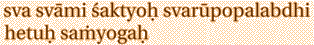 sva svāmi śaktyoḥ svarūpopalabdhi
hetuḥ saṁyogaḥ